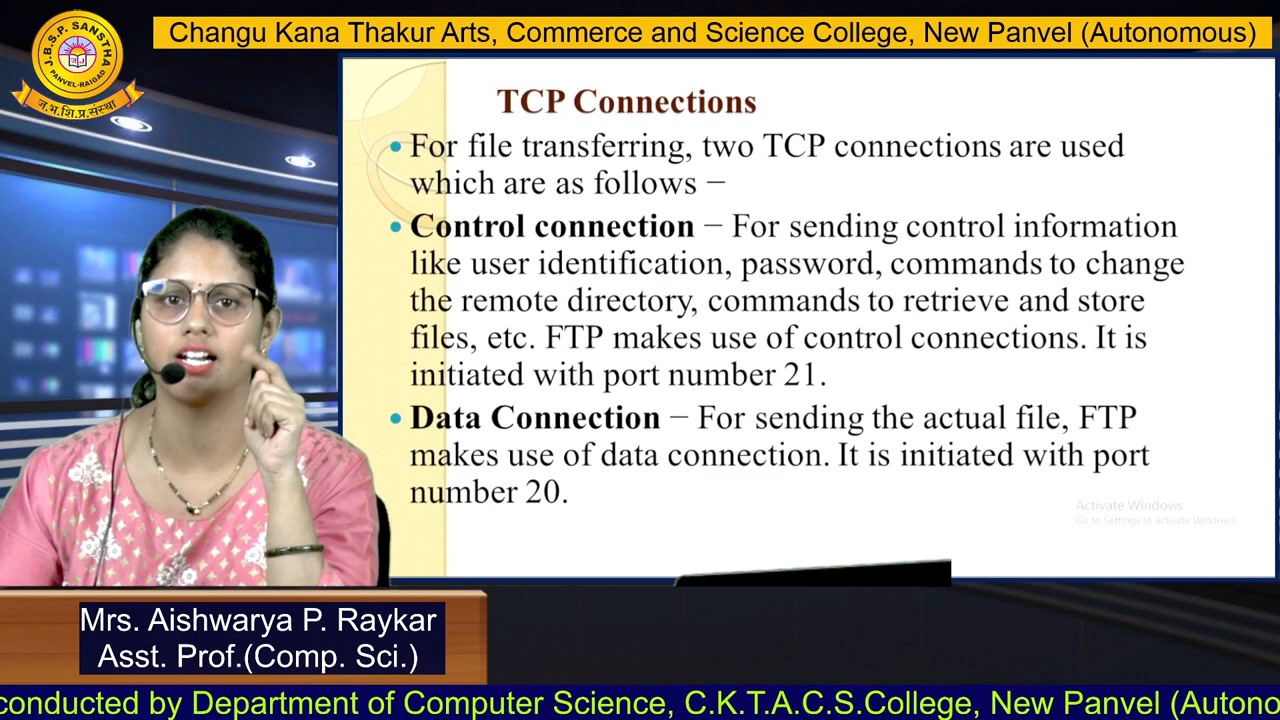 Changu Kana Thakur Arts, Commerce and Science College, New Panvel (Autonomous)
J.B.S.P. SANSTHA
PANVEL-RAIGAD
ज.भ.शि.प्र.संस्था
TCP Connections
• For file transferring, two TCP connections are used
which are as follows −
• Control connection − For sending control information
like user identification, password, commands to change
the remote directory, commands to retrieve and store
files, etc. FTP makes use of control connections. It is
initiated with port number 21.
• Data Connection − For sending the actual file, FTP
makes use of data connection. It is initiated with port
number 20.
Activate Windows
Go to Settings to activate Windows.
Mrs. Aishwarya P. Raykar
Asst. Prof.(Comp. Sci.)
conducted by Department of Computer Science, C.K.T.A.C.S.College, New Panvel (Autono